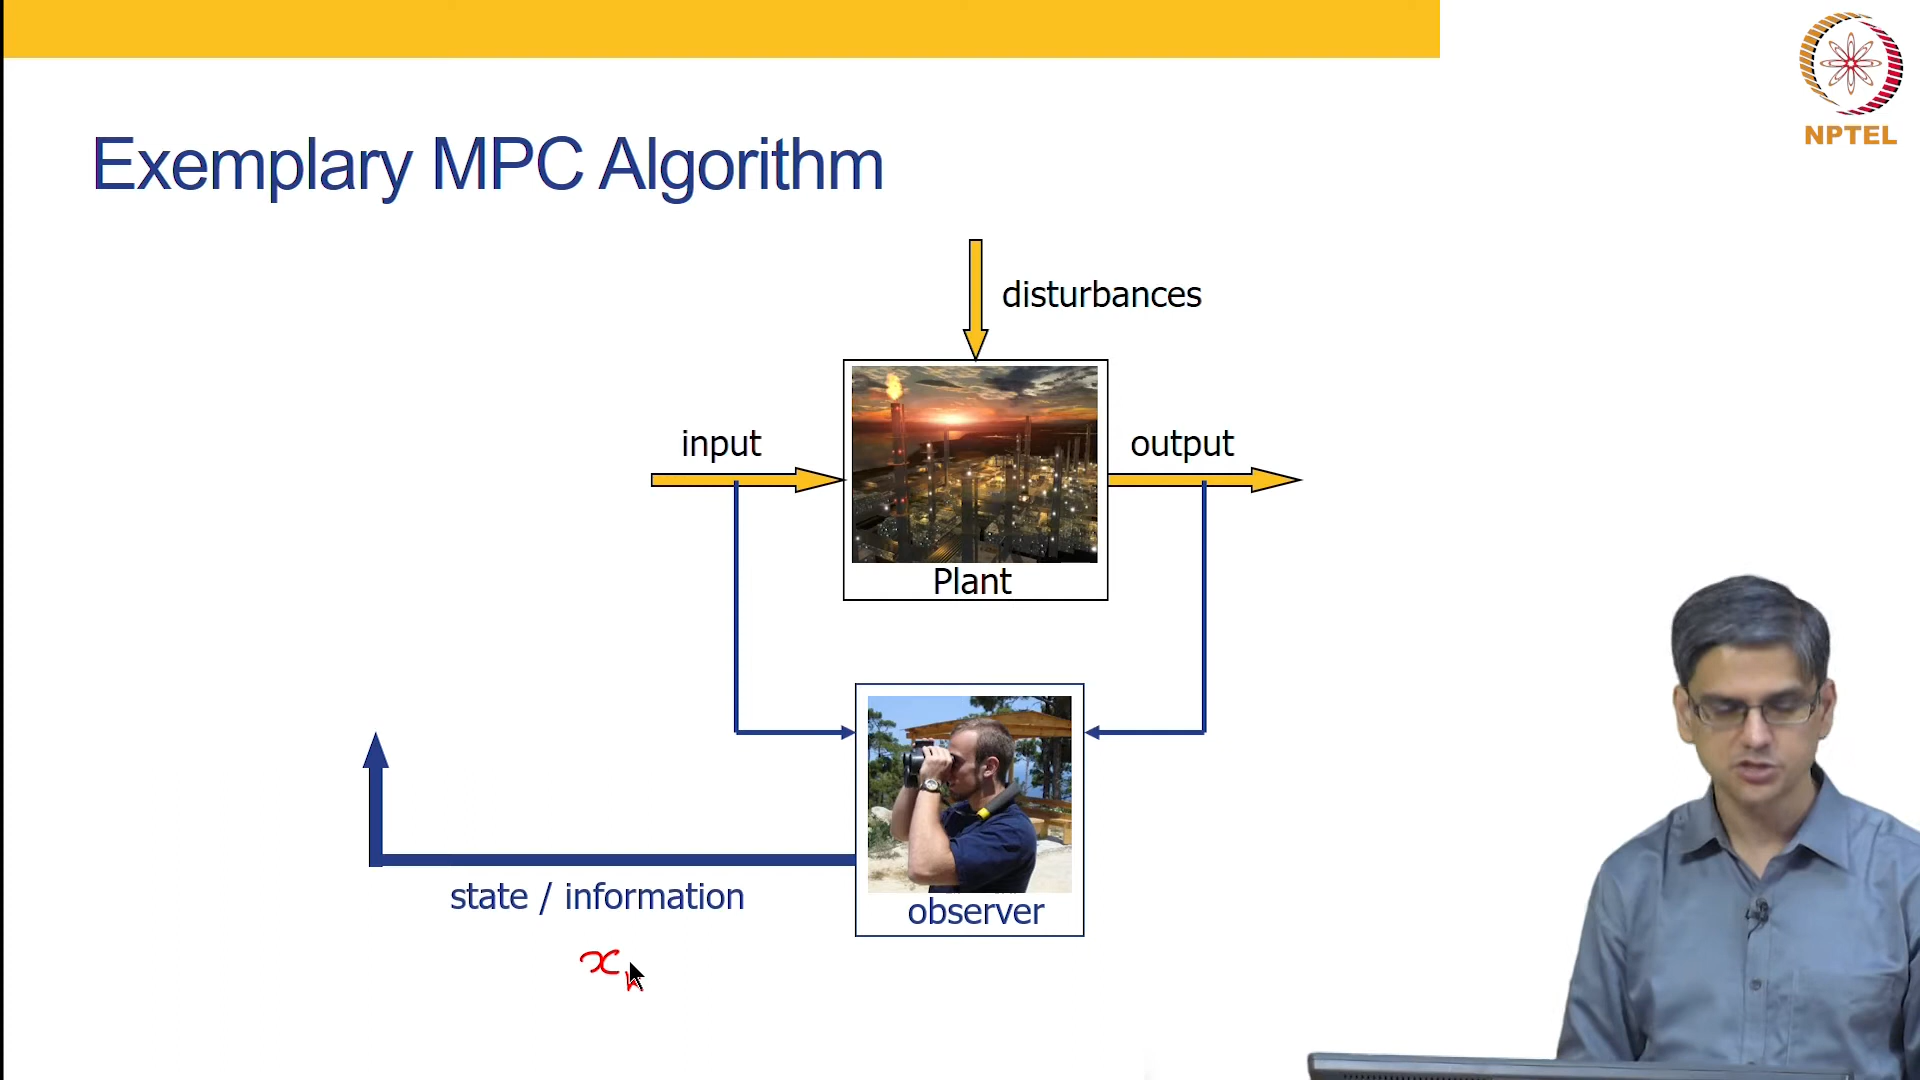 NPTEL
Exemplary MPC Algorithm
disturbances
input
output
Plant
state / information
observer
x